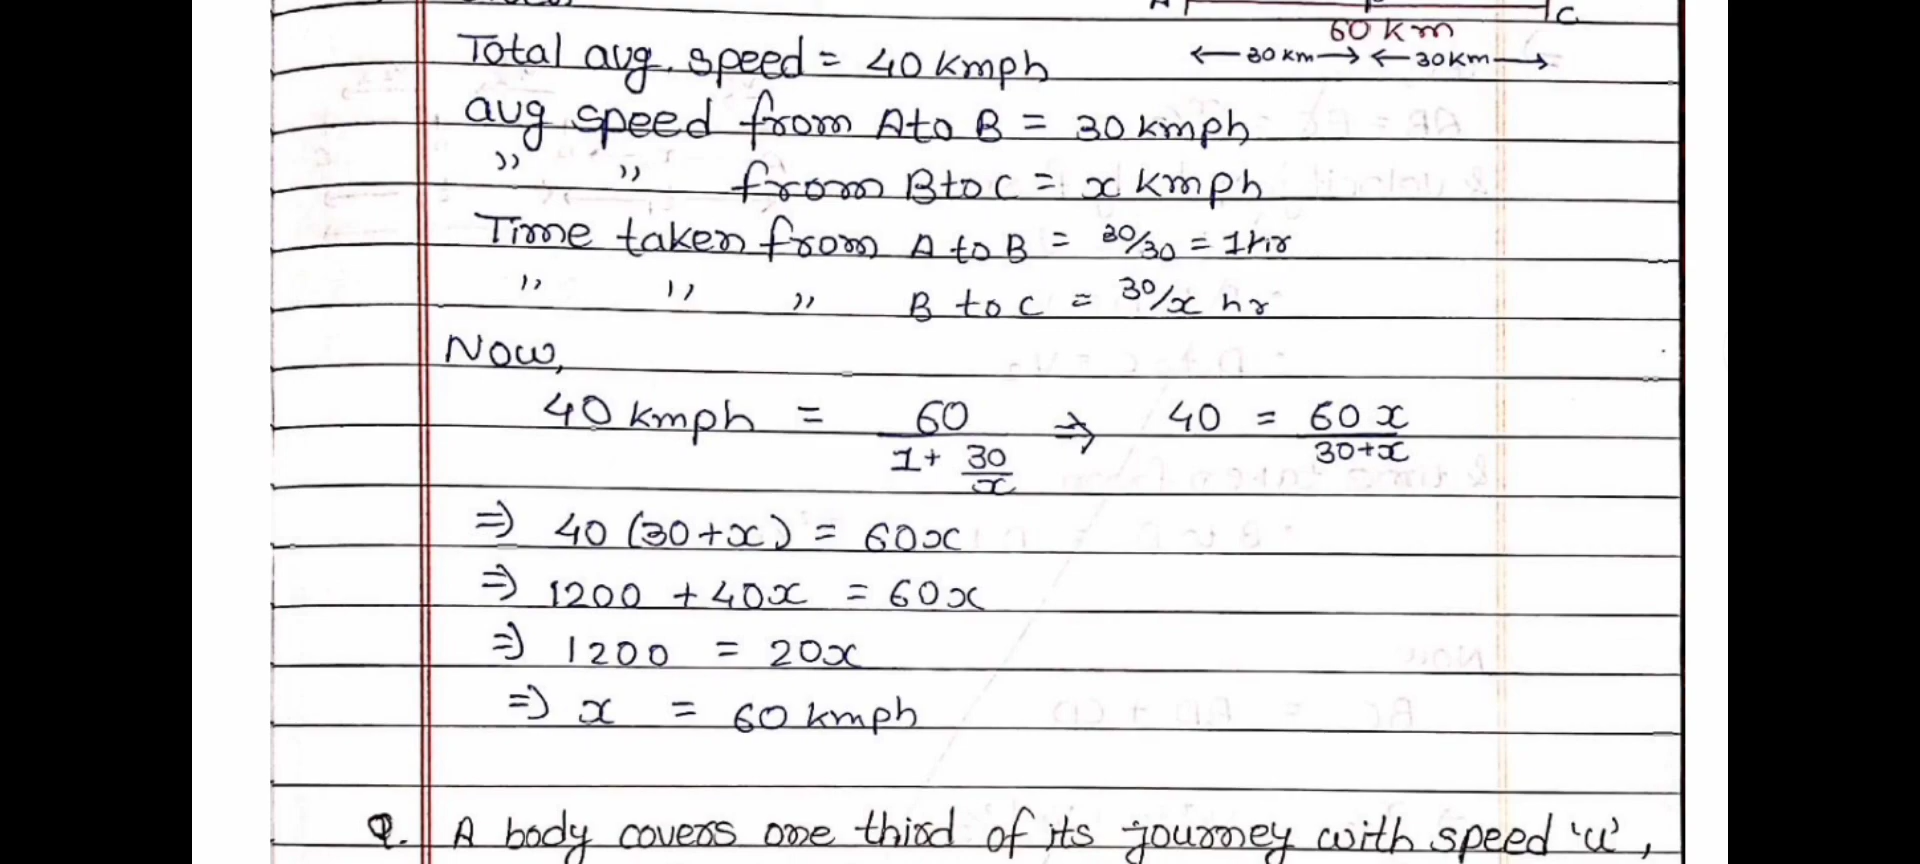 A C
60 km
Total avg. speed = 40 kmph ← 30 km → ← 30 km →
avg speed from A to B = 30 kmph
,, ,, from B to C = x kmph
Time taken from A to B = 30/30 = 1 hr
,, ,, ,, B to C = 30/x hr
Now,
40 kmph = 60/(1 + 30/x) ⇒ 40 = 60x/(30+x)
⇒ 40 (30+x) = 60x
⇒ 1200 + 40x = 60x
⇒ 1200 = 20x
⇒ x = 60 kmph
Q. A body covers one third of its journey with speed 'u',